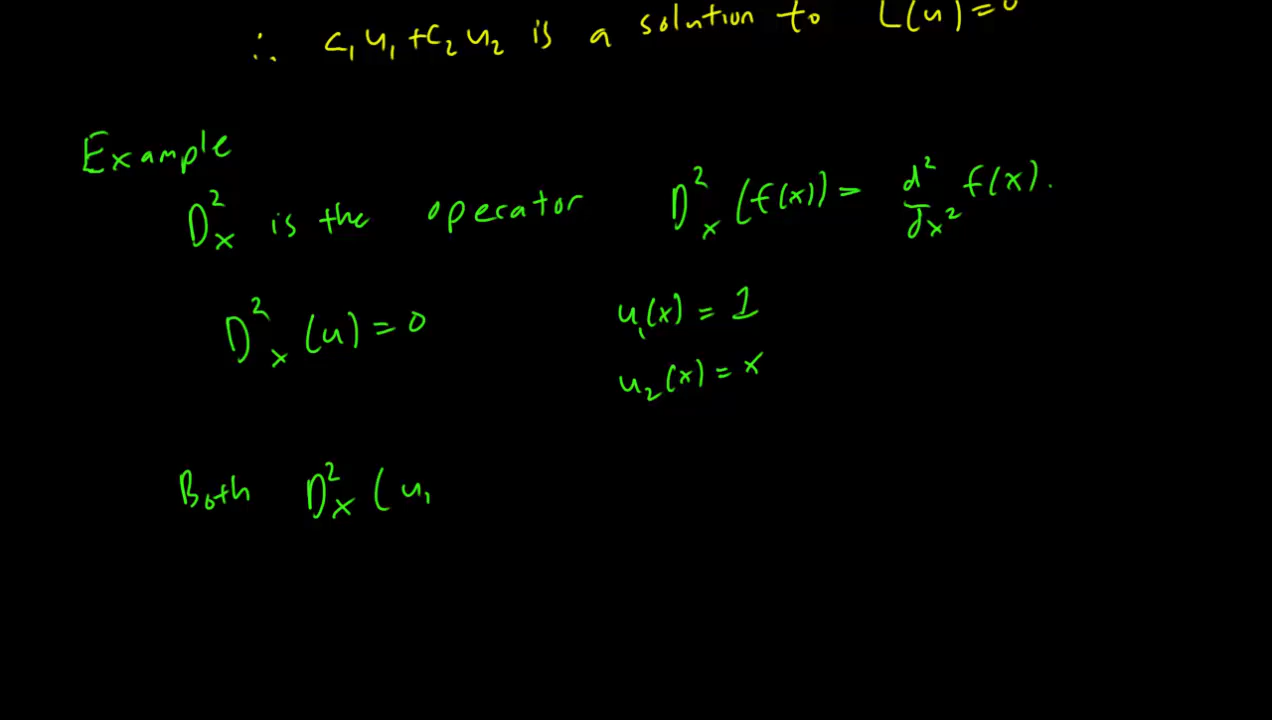 ∴ c₁u₁+c₂u₂ is a solution to L(u)=0
Example
D²ₓ is the operator D²ₓ(f(x))= d²/dx² f(x).
D²ₓ(u)=0
u₁(x) = 1
u₂(x) = x
Both D²ₓ(u₁